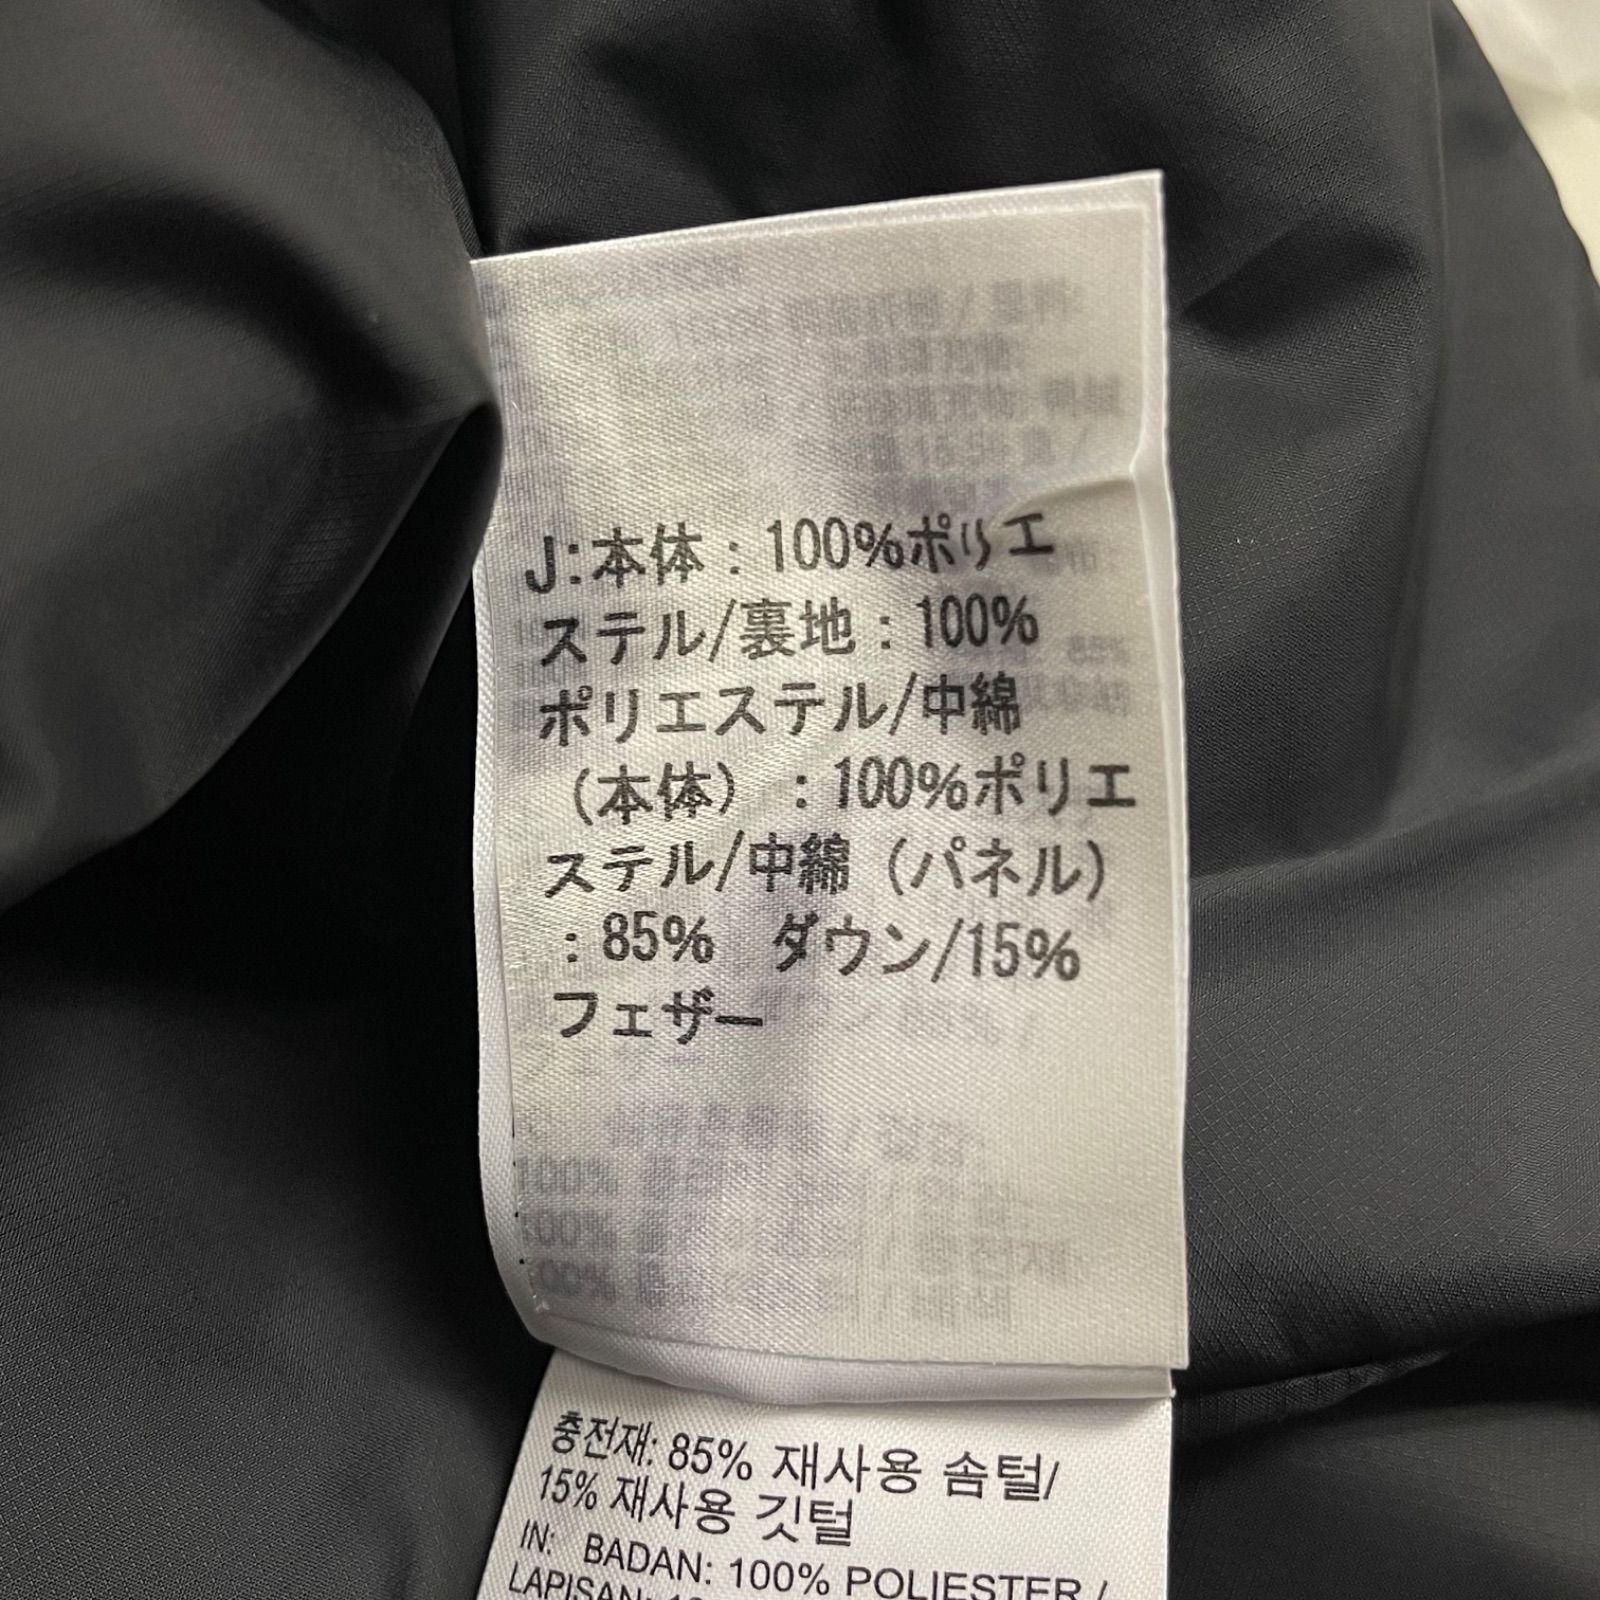 J:本体：100%ポリエ
ステル/裏地：100%
ポリエステル/中綿
（本体）：100%ポリエ
ステル/中綿（パネル）
：85%　ダウン/15%
フェザー
충전재: 85% 재사용 솜털/
15% 재사용 깃털
IN: BADAN: 100% POLIESTER /
LAPISAN: